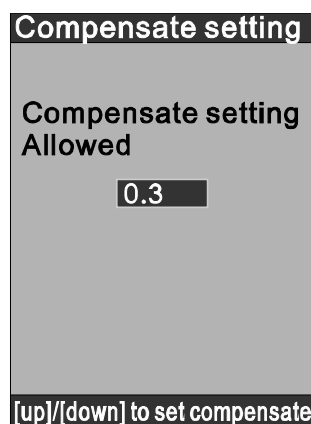 Compensate setting
Compensate setting
Allowed
0.3
[up]/[down] to set compensate